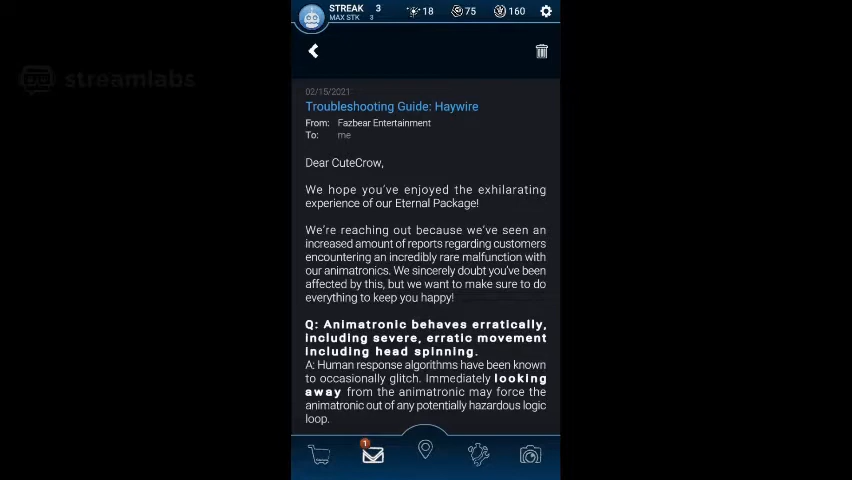 STREAK 3
MAX STK 3
18
75
160
streamlabs
02/15/2021
Troubleshooting Guide: Haywire
From: Fazbear Entertainment
To: me
Dear CuteCrow,
We hope you've enjoyed the exhilarating
experience of our Eternal Package!
We're reaching out because we've seen an
increased amount of reports regarding customers
encountering an incredibly rare malfunction with
our animatronics. We sincerely doubt you've been
affected by this, but we want to make sure to do
everything to keep you happy!
Q: Animatronic behaves erratically,
including severe, erratic movement
including head spinning.
A: Human response algorithms have been known
to occasionally glitch. Immediately looking
away from the animatronic may force the
animatronic out of any potentially hazardous logic
loop.
1